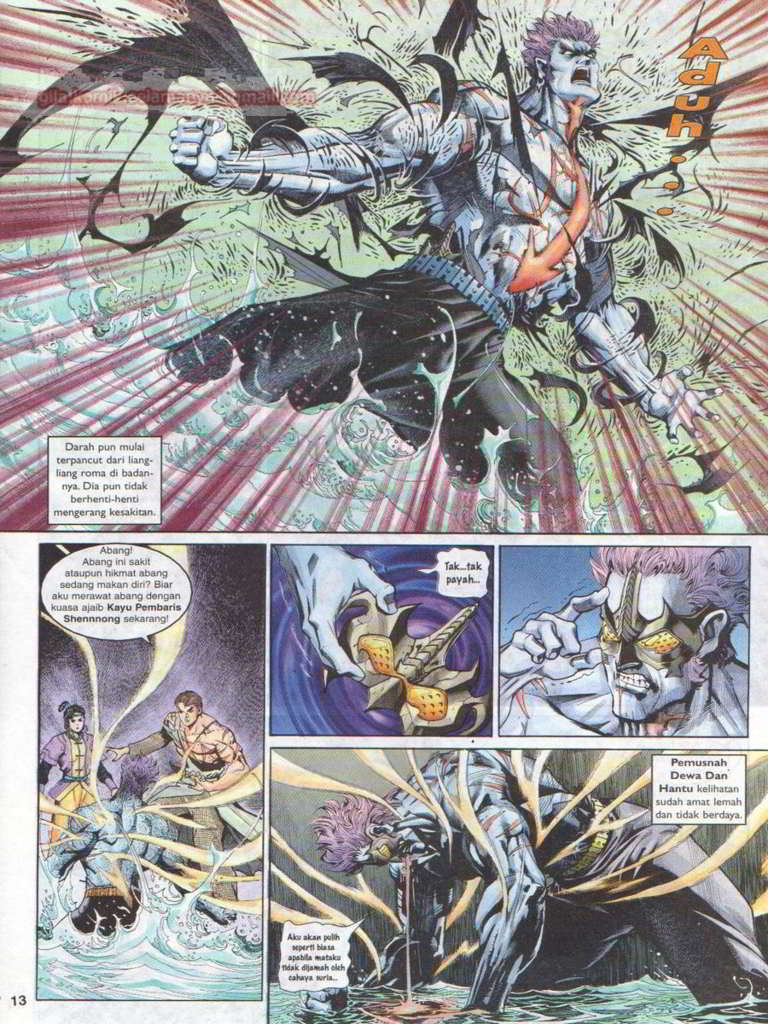 Aduh...
Darah pun mulai
terpancut dari liang-
liang roma di badan-
nya. Dia pun tidak
berhenti-henti
mengerang kesakitan.
Abang!
Abang ini sakit
ataupun hikmat abang
sedang makan diri? Biar
aku merawat abang dengan
kuasa ajaib Kayu Pembaris
Shennnong sekarang!
Tak...tak
payah...
Pemusnah
Dewa Dan
Hantu kelihatan
sudah amat lemah
dan tidak berdaya.
Aku akan pulih
seperti biasa
apabila mataku
tidak dijamah oleh
cahaya suria..
13